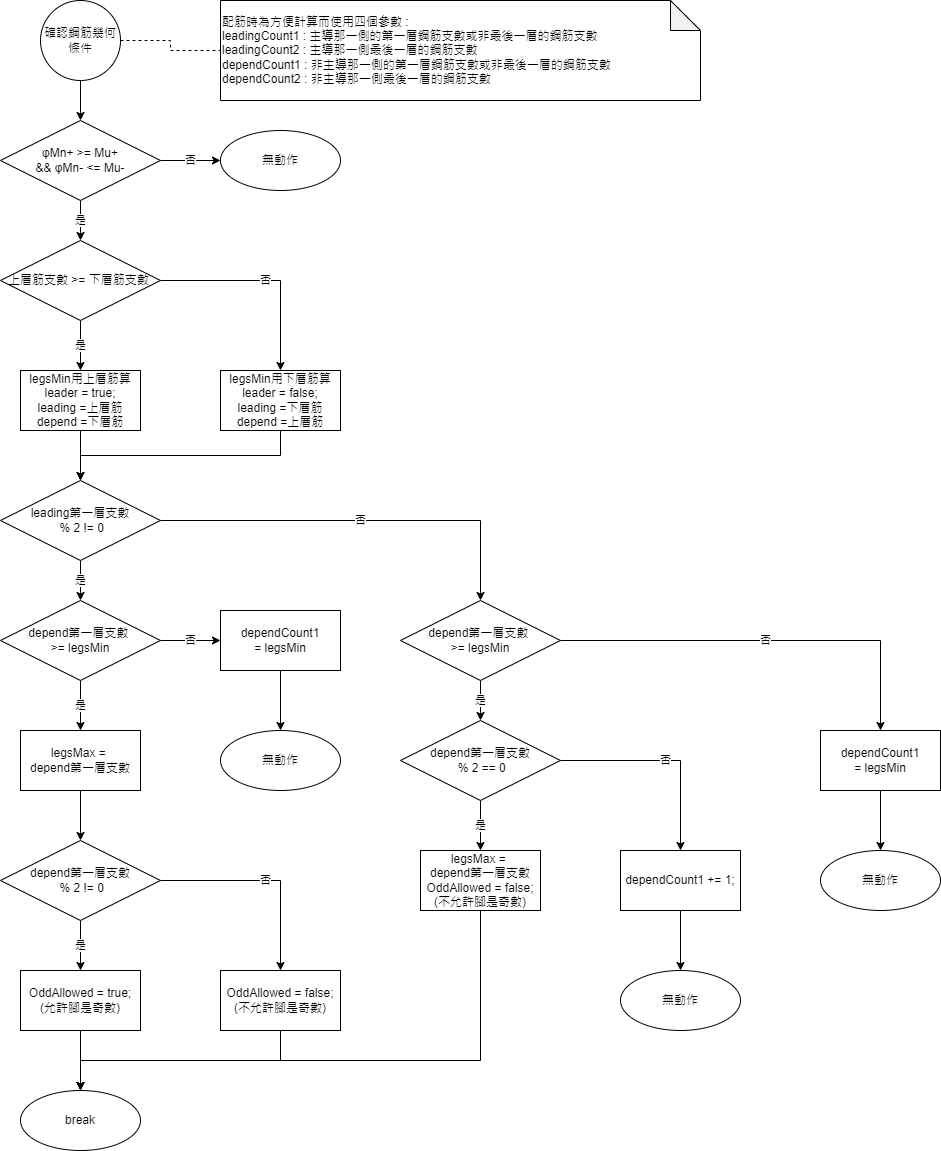 確認鋼筋幾何
條件
配筋時為方便計算而使用四個參數 :
leadingCount1 : 主導那一側的第一層鋼筋支數或非最後一層的鋼筋支數
leadingCount2 : 主導那一側最後一層的鋼筋支數
dependCount1 : 非主導那一側的第一層鋼筋支數或非最後一層的鋼筋支數
dependCount2 : 非主導那一側最後一層的鋼筋支數
φMn+ >= Mu+
&& φMn- <= Mu-
否
無動作
是
上層筋支數 >= 下層筋支數
否
是
legsMin用上層筋算
leader = true;
leading =上層筋
depend =下層筋
legsMin用下層筋算
leader = false;
leading =下層筋
depend =上層筋
leading第一層支數
% 2 != 0
否
是
depend第一層支數
>= legsMin
否
dependCount1
= legsMin
depend第一層支數
>= legsMin
否
是
是
legsMax =
depend第一層支數
無動作
depend第一層支數
% 2 == 0
否
dependCount1
= legsMin
是
depend第一層支數
% 2 != 0
否
legsMax =
depend第一層支數
OddAllowed = false;
(不允許腳是奇數)
dependCount1 += 1;
無動作
是
OddAllowed = true;
(允許腳是奇數)
OddAllowed = false;
(不允許腳是奇數)
無動作
break